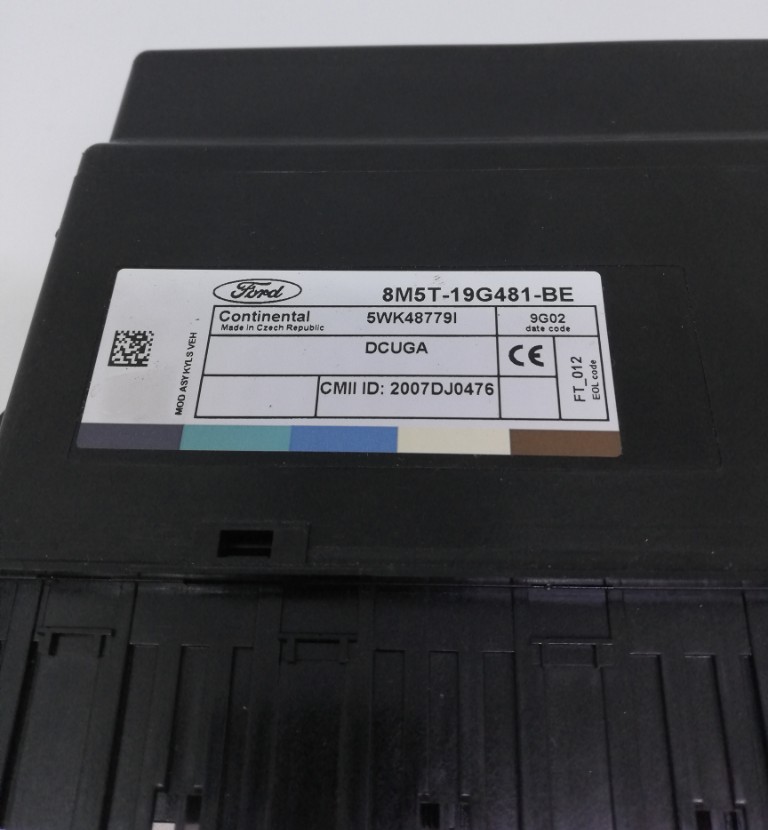 Ford
8M5T-19G481-BE
Continental 5WK48779I
Made in Czech Republic
9G02
date code
MOD ASY KYLS VEH
DCUGA
CE
CMII ID: 2007DJ0476
FT_012
EOL code